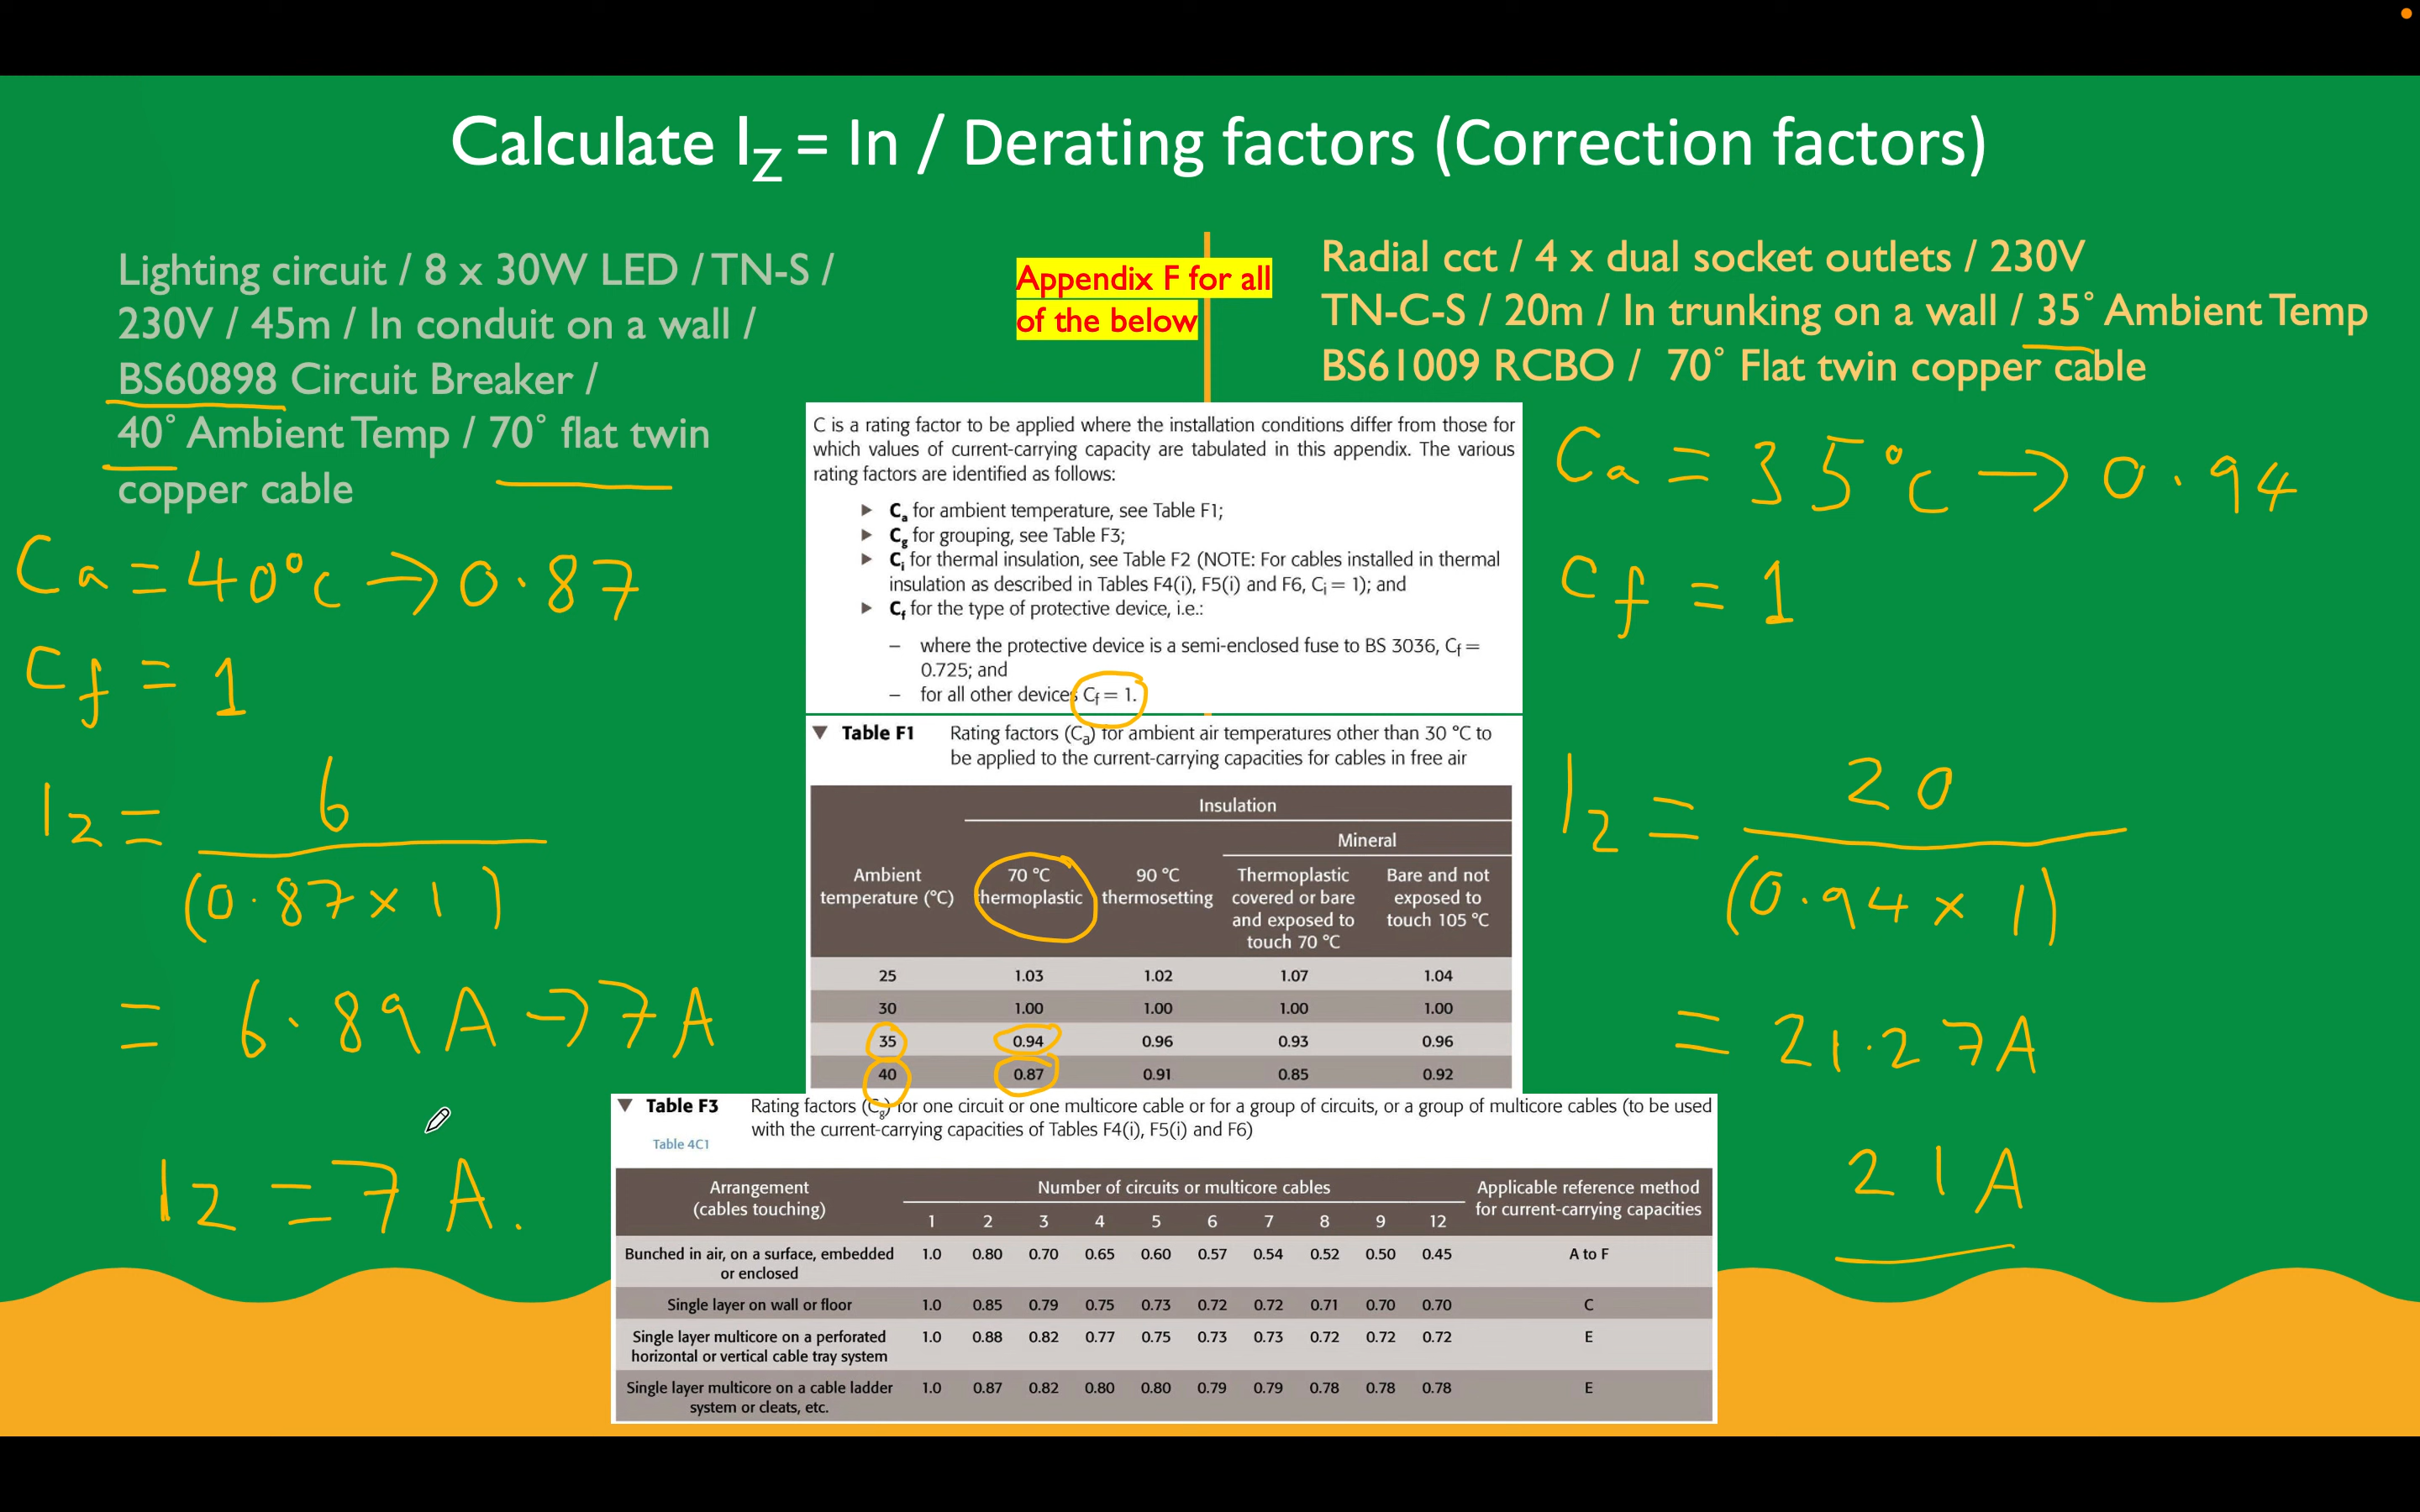 Calculate IZ = In / Derating factors (Correction factors)
Lighting circuit / 8 x 30W LED / TN-S /
230V / 45m / In conduit on a wall /
BS60898 Circuit Breaker /
40° Ambient Temp / 70° flat twin
copper cable
Ca = 40°C → 0.87
Cf = 1
Iz = 6
(0.87 x 1)
= 6.89A → 7A
Iz = 7A.
Appendix F for all
of the below
C is a rating factor to be applied where the installation conditions differ from those for
which values of current-carrying capacity are tabulated in this appendix. The various
rating factors are identified as follows:
▶ Ca for ambient temperature, see Table F1;
▶ Cg for grouping, see Table F3;
▶ Ci for thermal insulation, see Table F2 (NOTE: For cables installed in thermal
insulation as described in Tables F4(i), F5(i) and F6, Ci = 1); and
▶ Cf for the type of protective device, i.e.:
– where the protective device is a semi-enclosed fuse to BS 3036, Cf =
0.725; and
– for all other devices Cf = 1.
▼ Table F1 Rating factors (Ca) for ambient air temperatures other than 30 °C to
be applied to the current-carrying capacities for cables in free air
Insulation
Mineral
Ambient 70 °C 90 °C Thermoplastic Bare and not
temperature (°C) thermoplastic thermosetting covered or bare exposed to
and exposed to touch 105 °C
touch 70 °C
25 1.03 1.02 1.07 1.04
30 1.00 1.00 1.00 1.00
35 0.94 0.96 0.93 0.96
40 0.87 0.91 0.85 0.92
▼ Table F3 Rating factors (Cg) for one circuit or one multicore cable or for a group of circuits, or a group of multicore cables (to be used
with the current-carrying capacities of Tables F4(i), F5(i) and F6)
Table 4C1
Arrangement Number of circuits or multicore cables Applicable reference method
(cables touching) for current-carrying capacities
1 2 3 4 5 6 7 8 9 12
Bunched in air, on a surface, embedded 1.0 0.80 0.70 0.65 0.60 0.57 0.54 0.52 0.50 0.45 A to F
or enclosed
Single layer on wall or floor 1.0 0.85 0.79 0.75 0.73 0.72 0.72 0.71 0.70 0.70 C
Single layer multicore on a perforated 1.0 0.88 0.82 0.77 0.75 0.73 0.73 0.72 0.72 0.72 E
horizontal or vertical cable tray system
Single layer multicore on a cable ladder 1.0 0.87 0.82 0.80 0.80 0.79 0.79 0.78 0.78 0.78 E
system or cleats, etc.
Radial cct / 4 x dual socket outlets / 230V
TN-C-S / 20m / In trunking on a wall / 35° Ambient Temp
BS61009 RCBO / 70° Flat twin copper cable
Ca = 35°C → 0.94
Cf = 1
Iz = 20
(0.94 x 1)
= 21.27A
21A